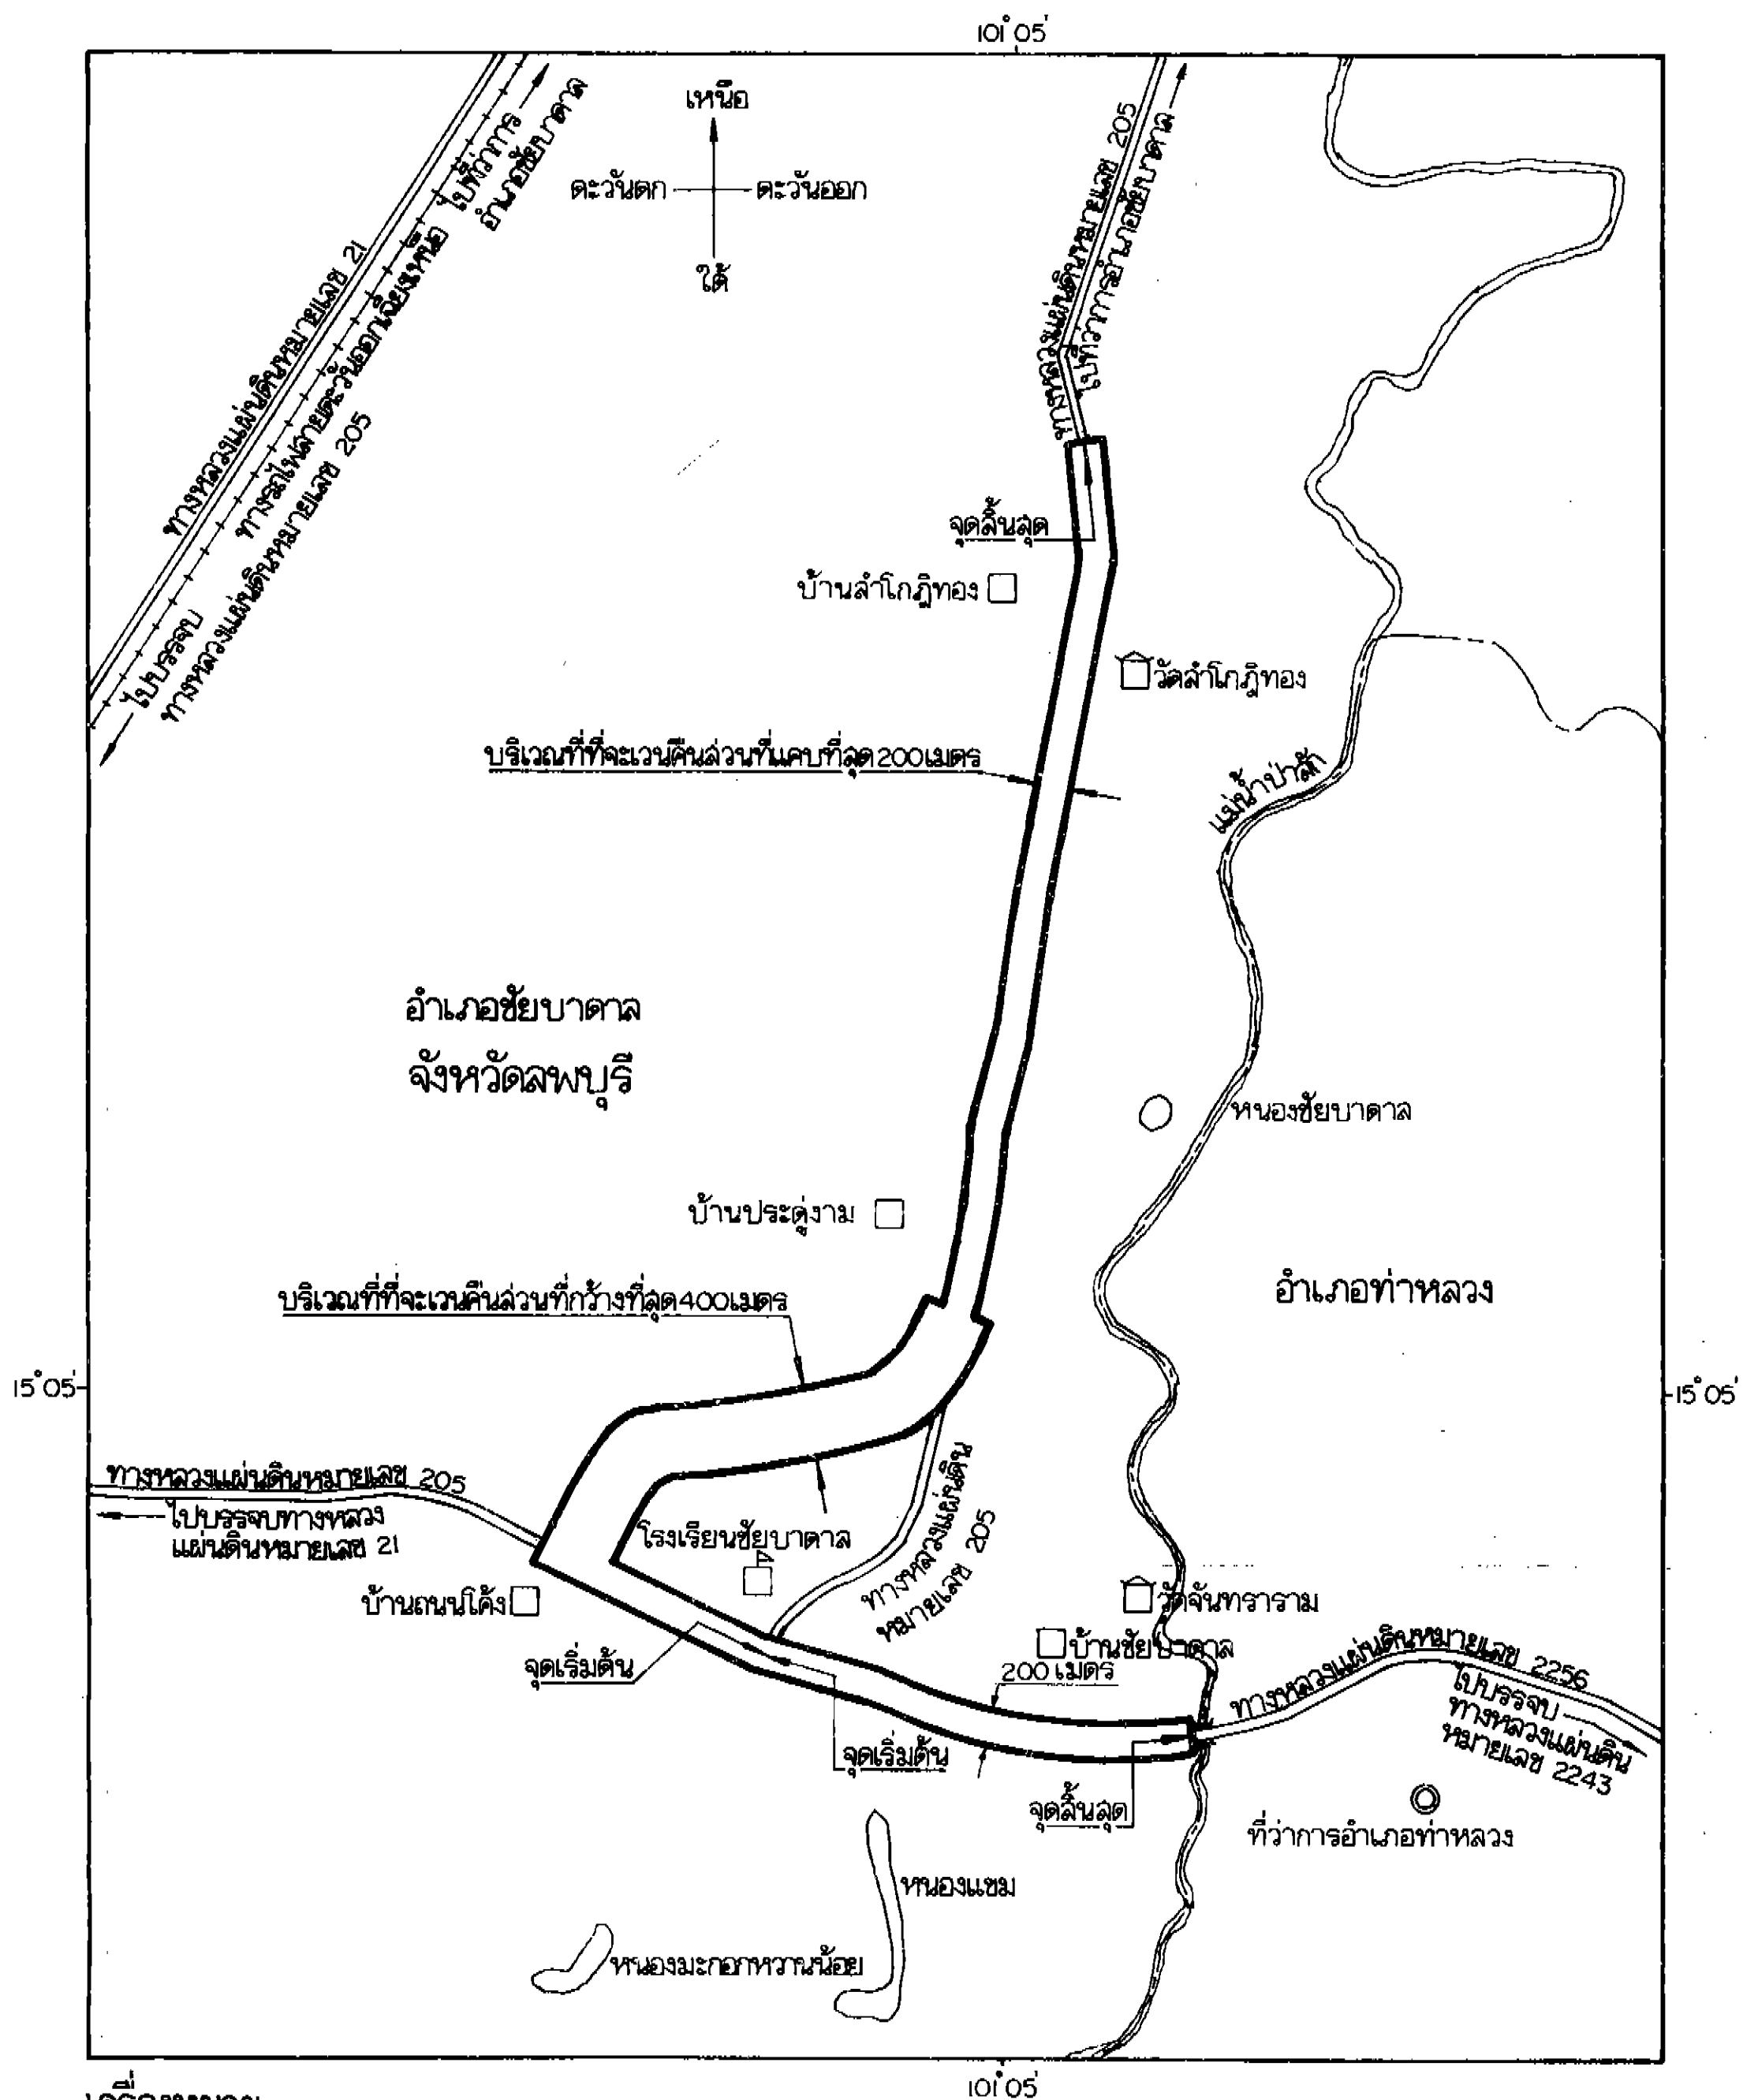 101°05'
เหนือ
ตะวันตก
ตะวันออก
ใต้
ทางหลวงแผ่นดินหมายเลข 21
ทางรถไฟสายตะวันออกเฉียงเหนือ
ไปที่ว่าการ
อำเภอชัยบาดาล
ไปบรรจบ
ทางหลวงแผ่นดินหมายเลข 205
ทางหลวงแผ่นดินหมายเลข 205
ไปที่ว่าการอำเภอชัยบาดาล
จุดสิ้นสุด
บ้านลำโกฎิทอง
วัดลำโกฎิทอง
บริเวณที่ที่จะเวนคืนส่วนที่แคบที่สุด 200 เมตร
แม่น้ำป่าสัก
อำเภอชัยบาดาล
จังหวัดลพบุรี
หนองชัยบาดาล
บ้านประดู่งาม
อำเภอท่าหลวง
บริเวณที่ที่จะเวนคืนส่วนที่กว้างที่สุด 400 เมตร
15°05'
15°05'
ทางหลวงแผ่นดินหมายเลข 205
ไปบรรจบทางหลวง
แผ่นดินหมายเลข 21
โรงเรียนชัยบาดาล
ทางหลวงแผ่นดิน
หมายเลข 205
บ้านถนนโค้ง
วัดจันทราราม
บ้านชัยบาดาล
จุดเริ่มต้น
200 เมตร
ทางหลวงแผ่นดินหมายเลข 2256
ไปบรรจบ
ทางหลวงแผ่นดิน
หมายเลข 2243
จุดเริ่มต้น
จุดสิ้นสุด
ที่ว่าการอำเภอท่าหลวง
หนองแขม
หนองมะกอกหวานน้อย
101°05'